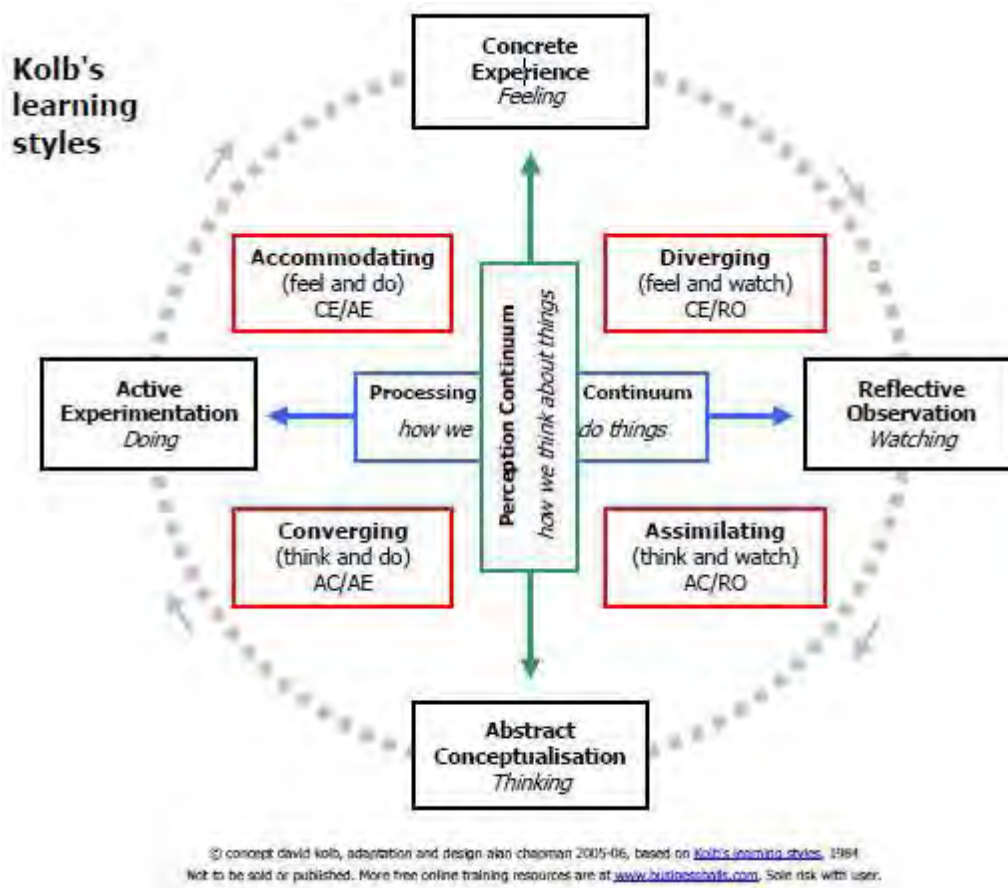 Kolb's
learning
styles
Concrete
Experience
Feeling
Accommodating
(feel and do)
CE/AE
Diverging
(feel and watch)
CE/RO
Active
Experimentation
Doing
Processing
how we
Perception Continuum
how we think about things
Continuum
do things
Reflective
Observation
Watching
Converging
(think and do)
AC/AE
Assimilating
(think and watch)
AC/RO
Abstract
Conceptualisation
Thinking
© concept david kolb, adaptation and design alan chapman 2005-06, based on Kolb's learning styles, 1984
Not to be sold or published. More free online training resources are at www.businessballs.com. Sole risk with user.